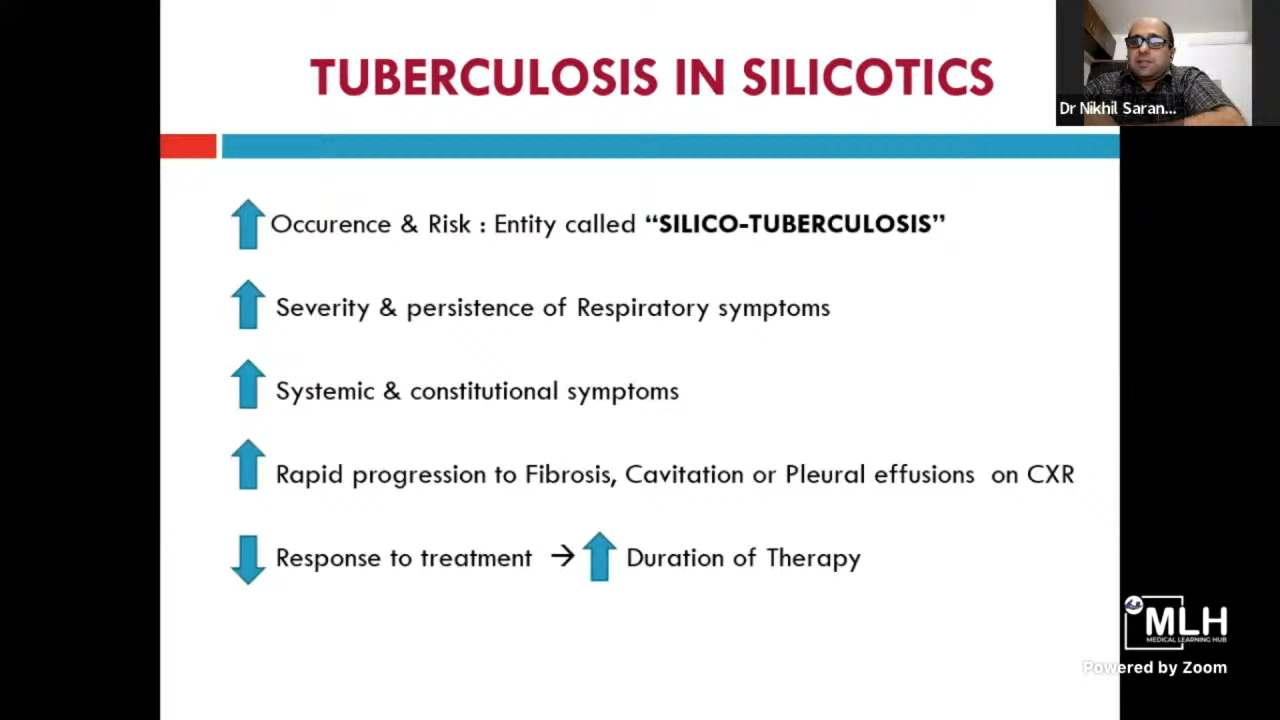 TUBERCULOSIS IN SILICOTICS
Dr Nikhil Saran...
Occurence & Risk : Entity called “SILICO-TUBERCULOSIS”
Severity & persistence of Respiratory symptoms
Systemic & constitutional symptoms
Rapid progression to Fibrosis, Cavitation or Pleural effusions on CXR
Response to treatment → Duration of Therapy
MLH
MEDICAL LEARNING HUB
Powered by Zoom